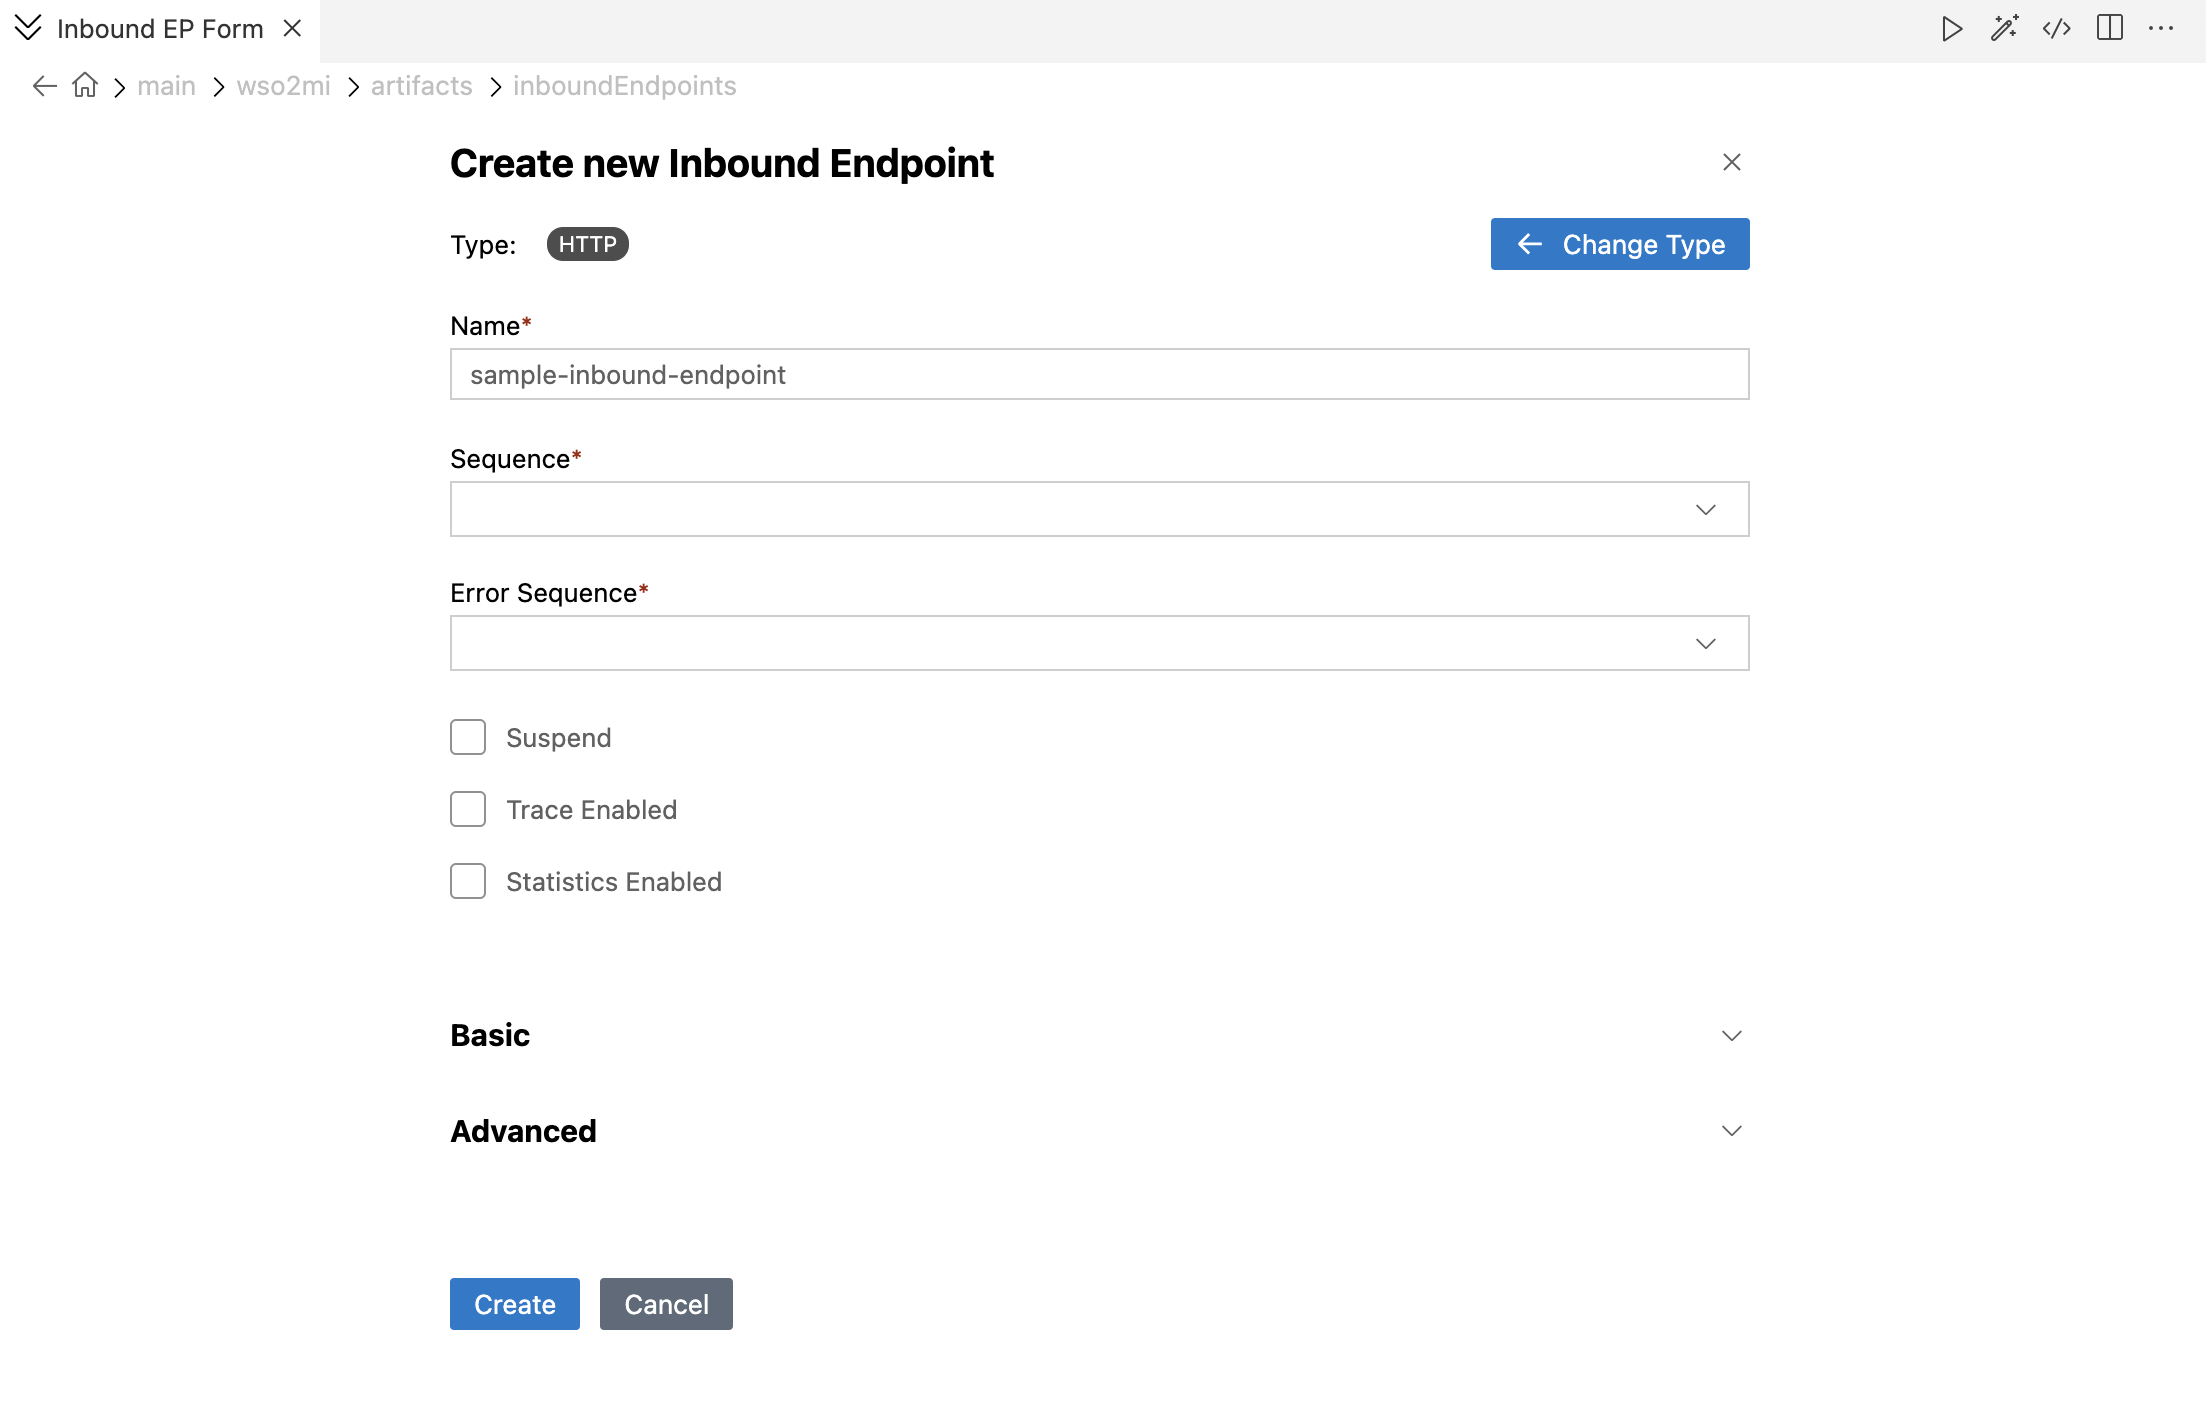 Inbound EP Form
main wso2mi artifacts inboundEndpoints
Create new Inbound Endpoint
Type: HTTP Change Type
Name*
sample-inbound-endpoint
Sequence*
Error Sequence*
Suspend
Trace Enabled
Statistics Enabled
Basic
Advanced
Create Cancel